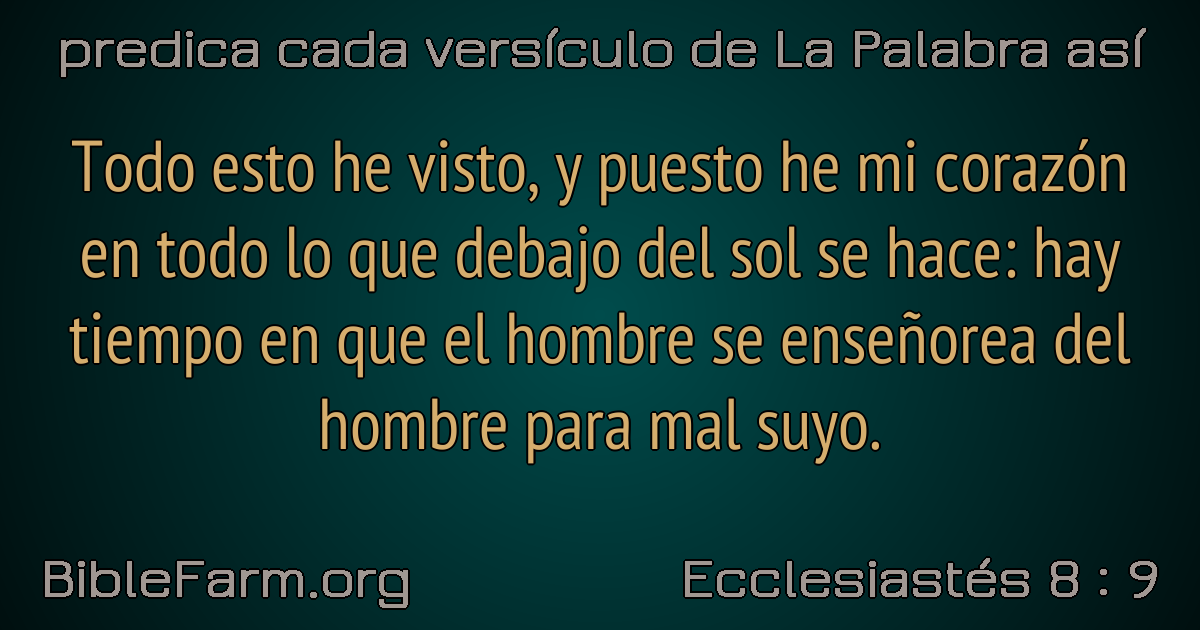 predica cada versículo de La Palabra así
Todo esto he visto, y puesto he mi corazón
en todo lo que debajo del sol se hace: hay
tiempo en que el hombre se enseñorea del
hombre para mal suyo.
BibleFarm.org
Ecclesiastés 8 : 9